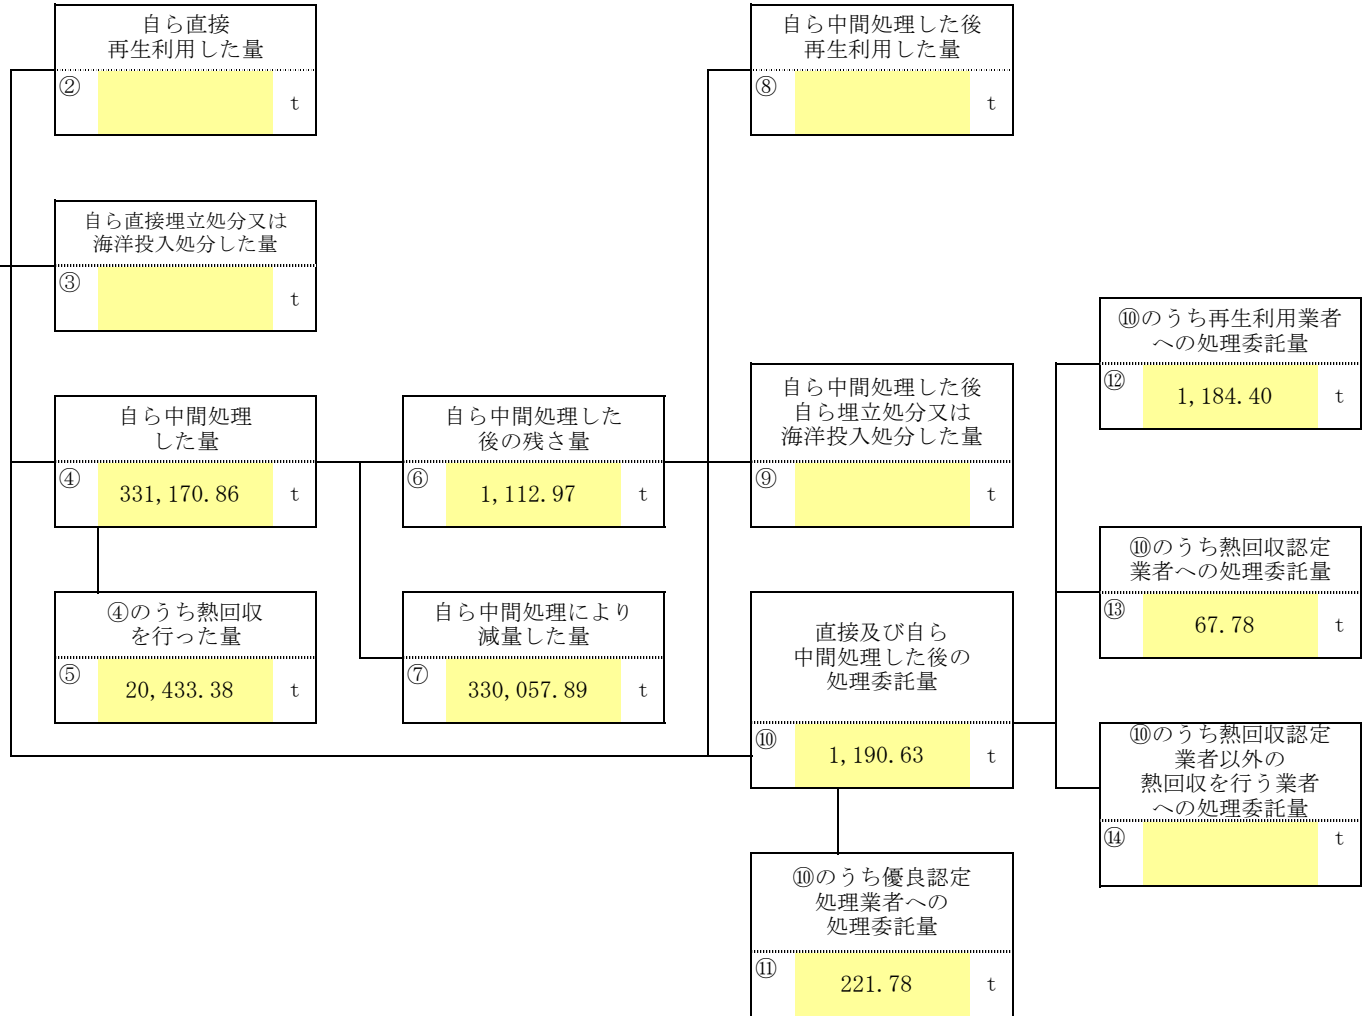 自ら直接
再生利用した量
②
t
自ら中間処理した後
再生利用した量
⑧
t
自ら直接埋立処分又は
海洋投入処分した量
③
t
⑩のうち再生利用業者
への処理委託量
⑫
1,184.40
t
自ら中間処理
した量
④
331,170.86
t
自ら中間処理した
後の残さ量
⑥
1,112.97
t
自ら中間処理した後
自ら埋立処分又は
海洋投入処分した量
⑨
t
⑩のうち熱回収認定
業者への処理委託量
⑬
67.78
t
④のうち熱回収
を行った量
⑤
20,433.38
t
自ら中間処理により
減量した量
⑦
330,057.89
t
直接及び自ら
中間処理した後の
処理委託量
⑩
1,190.63
t
⑩のうち熱回収認定
業者以外の
熱回収を行う業者
への処理委託量
⑭
t
⑩のうち優良認定
処理業者への
処理委託量
⑪
221.78
t